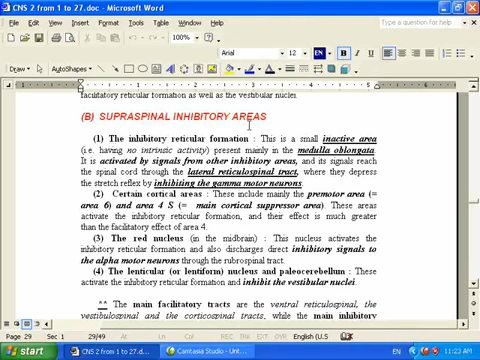 CNS 2 from 1 to 27.doc - Microsoft Word
File Edit View Insert Format Tools Table Window Help
Type a question for help
100%
Arial 12 EN B
Draw AutoShapes
facilitatory reticular formation as well as the vestibular nuclei.
(B) SUPRASPINAL INHIBITORY AREAS
(1) The inhibitory reticular formation : This is a small inactive area
(i.e. having no intrinsic activity) present mainly in the medulla oblongata.
It is activated by signals from other inhibitory areas, and its signals reach
the spinal cord through the lateral reticulospinal tract, where they depress
the stretch reflex by inhibiting the gamma motor neurons.
(2) Certain cortical areas : These include mainly the premotor area (=
area 6) and area 4 S (= main cortical suppressor area). These areas
activate the inhibitory reticular formation, and their effect is much greater
than the facilitatory effect of area 4.
(3) The red nucleus (in the midbrain) : This nucleus activates the
inhibitory reticular formation and also discharges direct inhibitory signals to
the alpha motor neurons through the rubrospinal tract.
(4) The lenticular (or lentiform) nucleus and paleocerebellum : These
activate the inhibitory reticular formation and inhibit the vestibular nuclei.
^^ The main facilitatory tracts are the ventral reticulospinal, the
vestibulospinal and the corticospinal tracts, while the main inhibitory
Page 29 Sec 1 29/49 At Ln Col REC TRK EXT OVR English (U.S
start CNS 2 from 1 to 27.d... Camtasia Studio - Unt... EN 11:23 AM